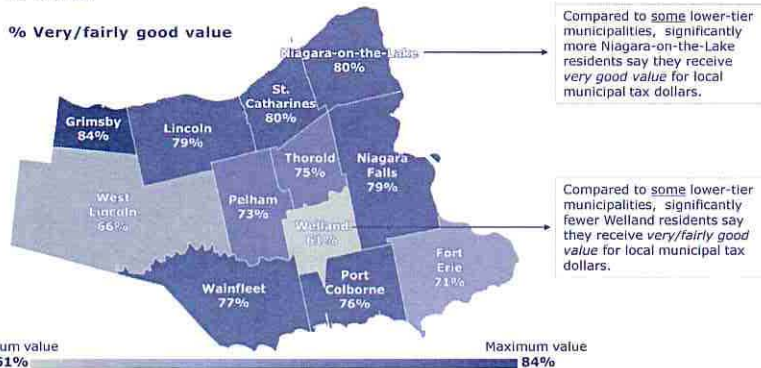 % Very/fairly good value
Niagara-on-the-Lake
80%
St.
Catharines
80%
Grimsby
84%
Lincoln
79%
Thorold
75%
Niagara
Falls
79%
West
Lincoln
66%
Pelham
73%
Welland
61%
Fort
Erie
71%
Wainfleet
77%
Port
Colborne
76%
Compared to some lower-tier
municipalities, significantly
more Niagara-on-the-Lake
residents say they receive
very good value for local
municipal tax dollars.
Compared to some lower-tier
municipalities, significantly
fewer Welland residents say
they receive very/fairly good
value for local municipal tax
dollars.
um value
61%
Maximum value
84%